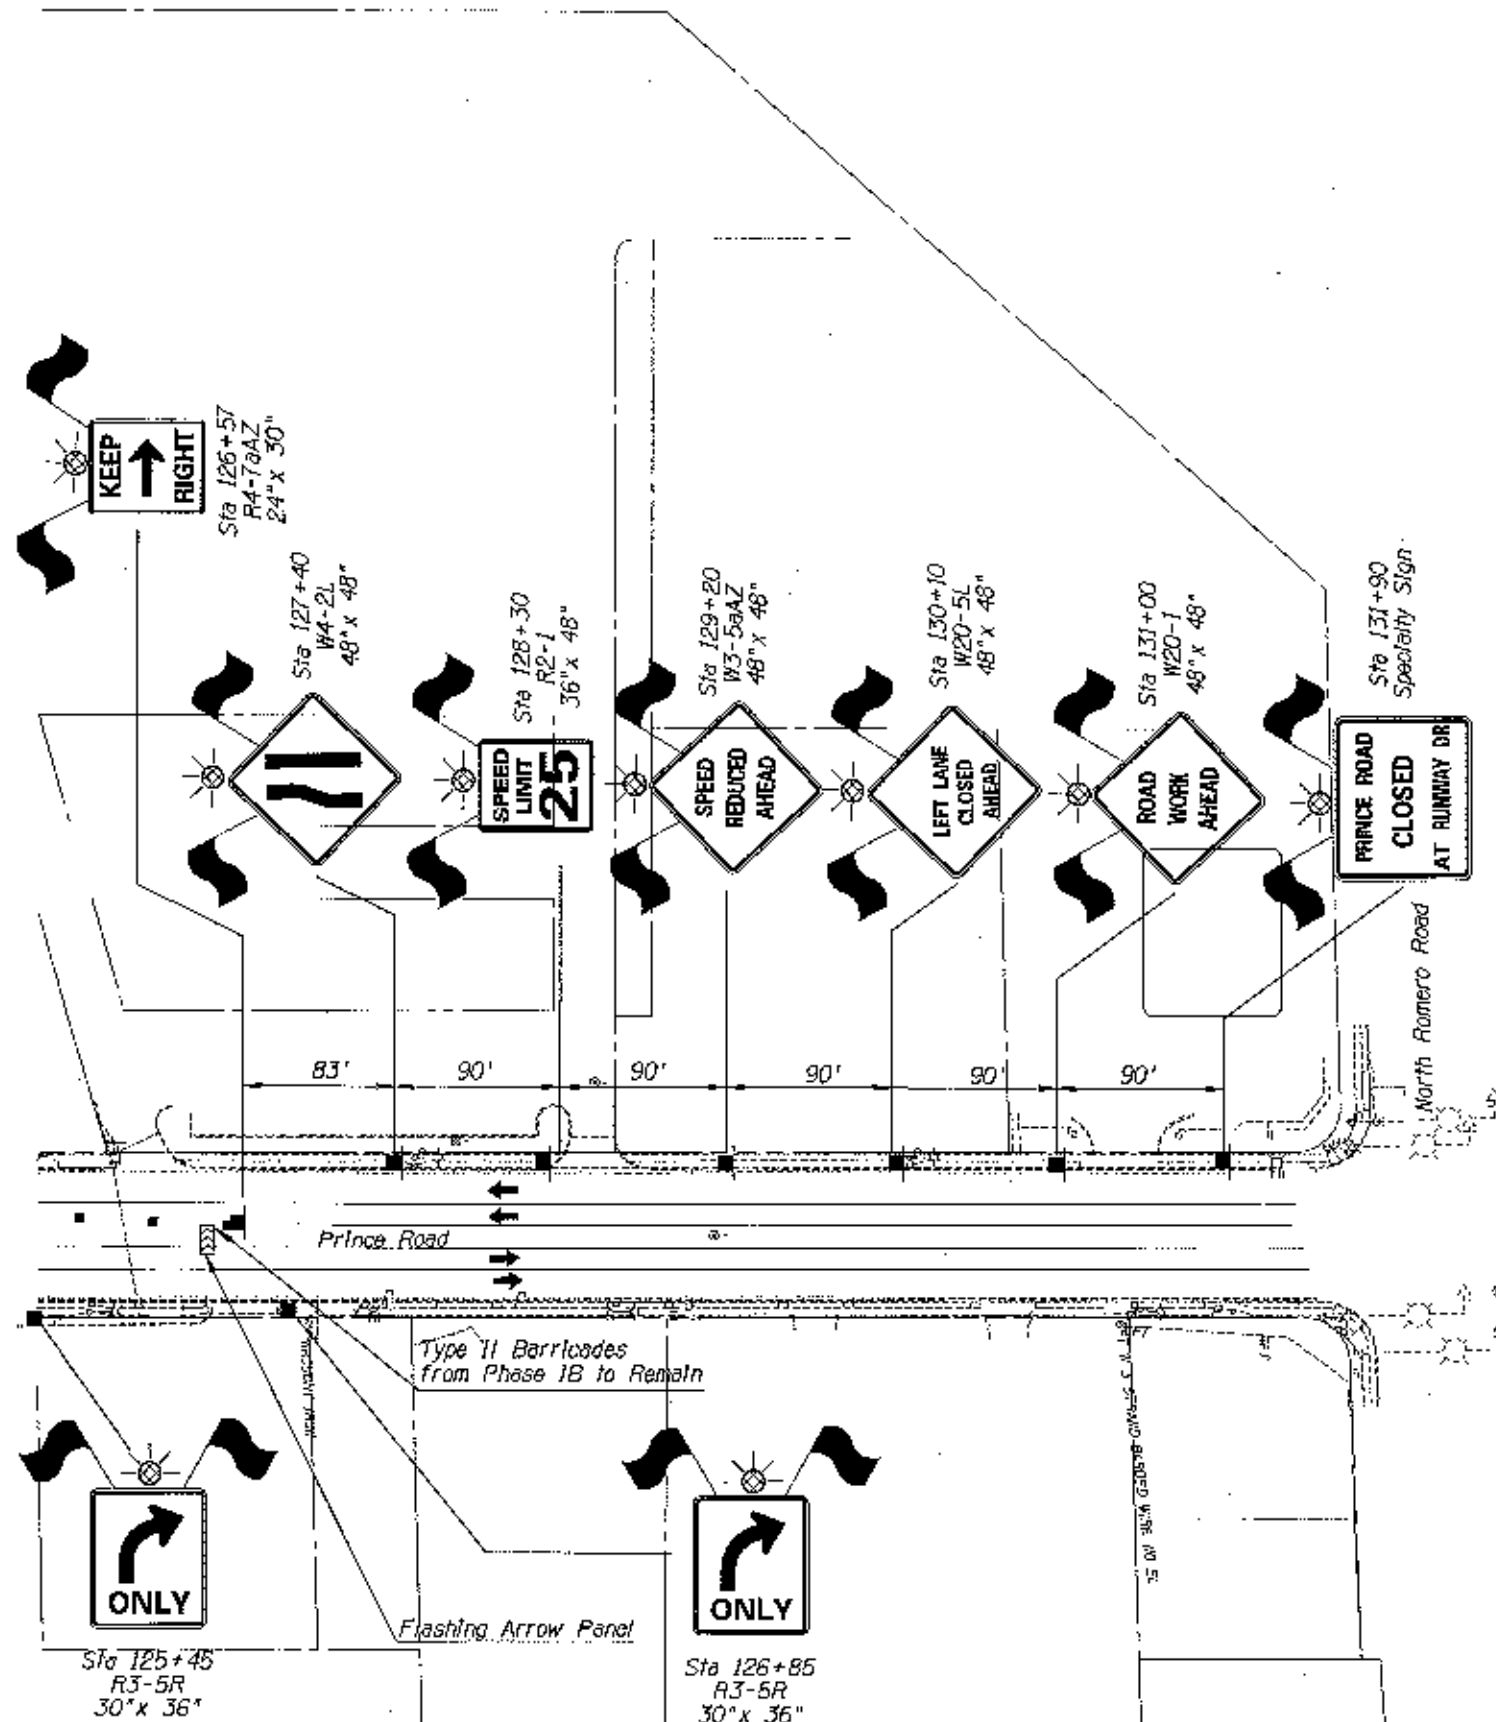 KEEP
RIGHT
Sta 126+57
R4-7aAZ
24" x 30"
Sta 127+40
W4-2L
48" x 48"
SPEED
LIMIT
25
Sta 128+30
R2-1
36" x 48"
SPEED
REDUCED
AHEAD
Sta 129+20
W3-5aAZ
48" x 48"
LEFT LANE
CLOSED
AHEAD
Sta 130+10
W20-5L
48" x 48"
ROAD
WORK
AHEAD
Sta 131+00
W20-1
48" x 48"
PRINCE ROAD
CLOSED
AT RUNWAY DR
Sta 131+90
Specialty Sign
North Romero Road
83'
90'
90'
90'
90'
90'
Prince Road
Type II Barricades
from Phase 1B to Remain
Flashing Arrow Panel
ONLY
Sta 125+45
R3-5R
30" x 36"
ONLY
Sta 126+85
R3-5R
30" x 36"